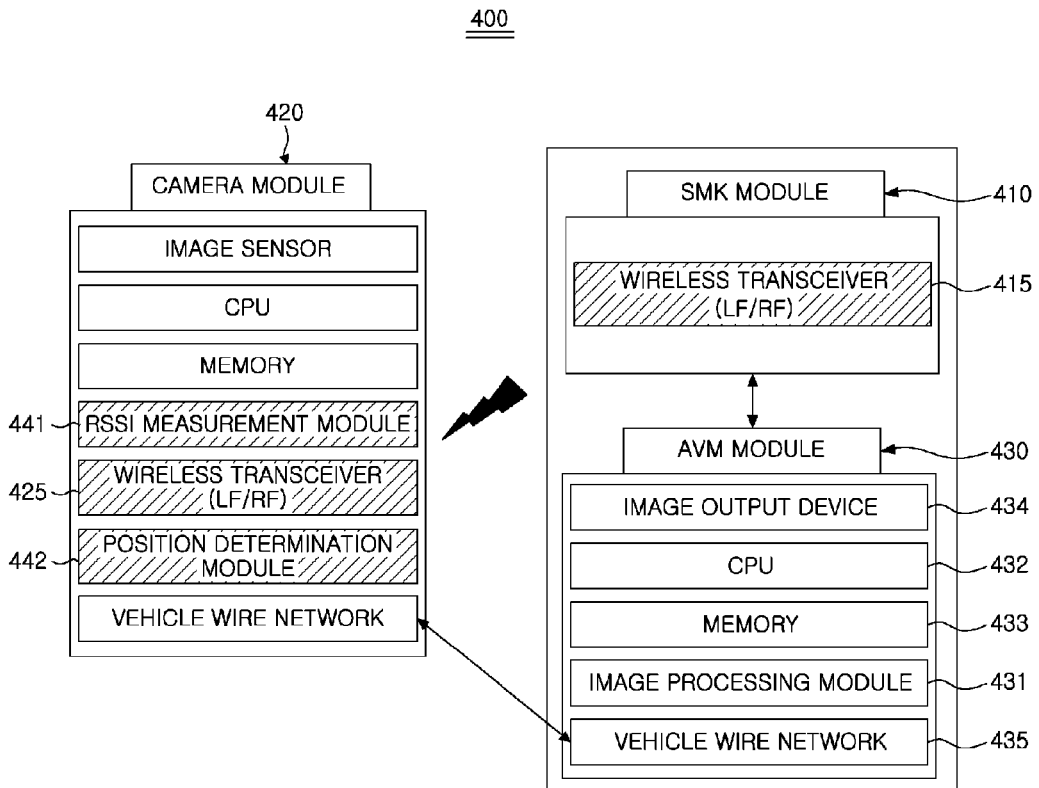 400
420
CAMERA MODULE
IMAGE SENSOR
CPU
MEMORY
441
RSSI MEASUREMENT MODULE
425
WIRELESS TRANSCEIVER
(LF/RF)
442
POSITION DETERMINATION
MODULE
VEHICLE WIRE NETWORK
SMK MODULE
410
WIRELESS TRANSCEIVER
(LF/RF)
415
AVM MODULE
430
IMAGE OUTPUT DEVICE
434
CPU
432
MEMORY
433
IMAGE PROCESSING MODULE
431
VEHICLE WIRE NETWORK
435